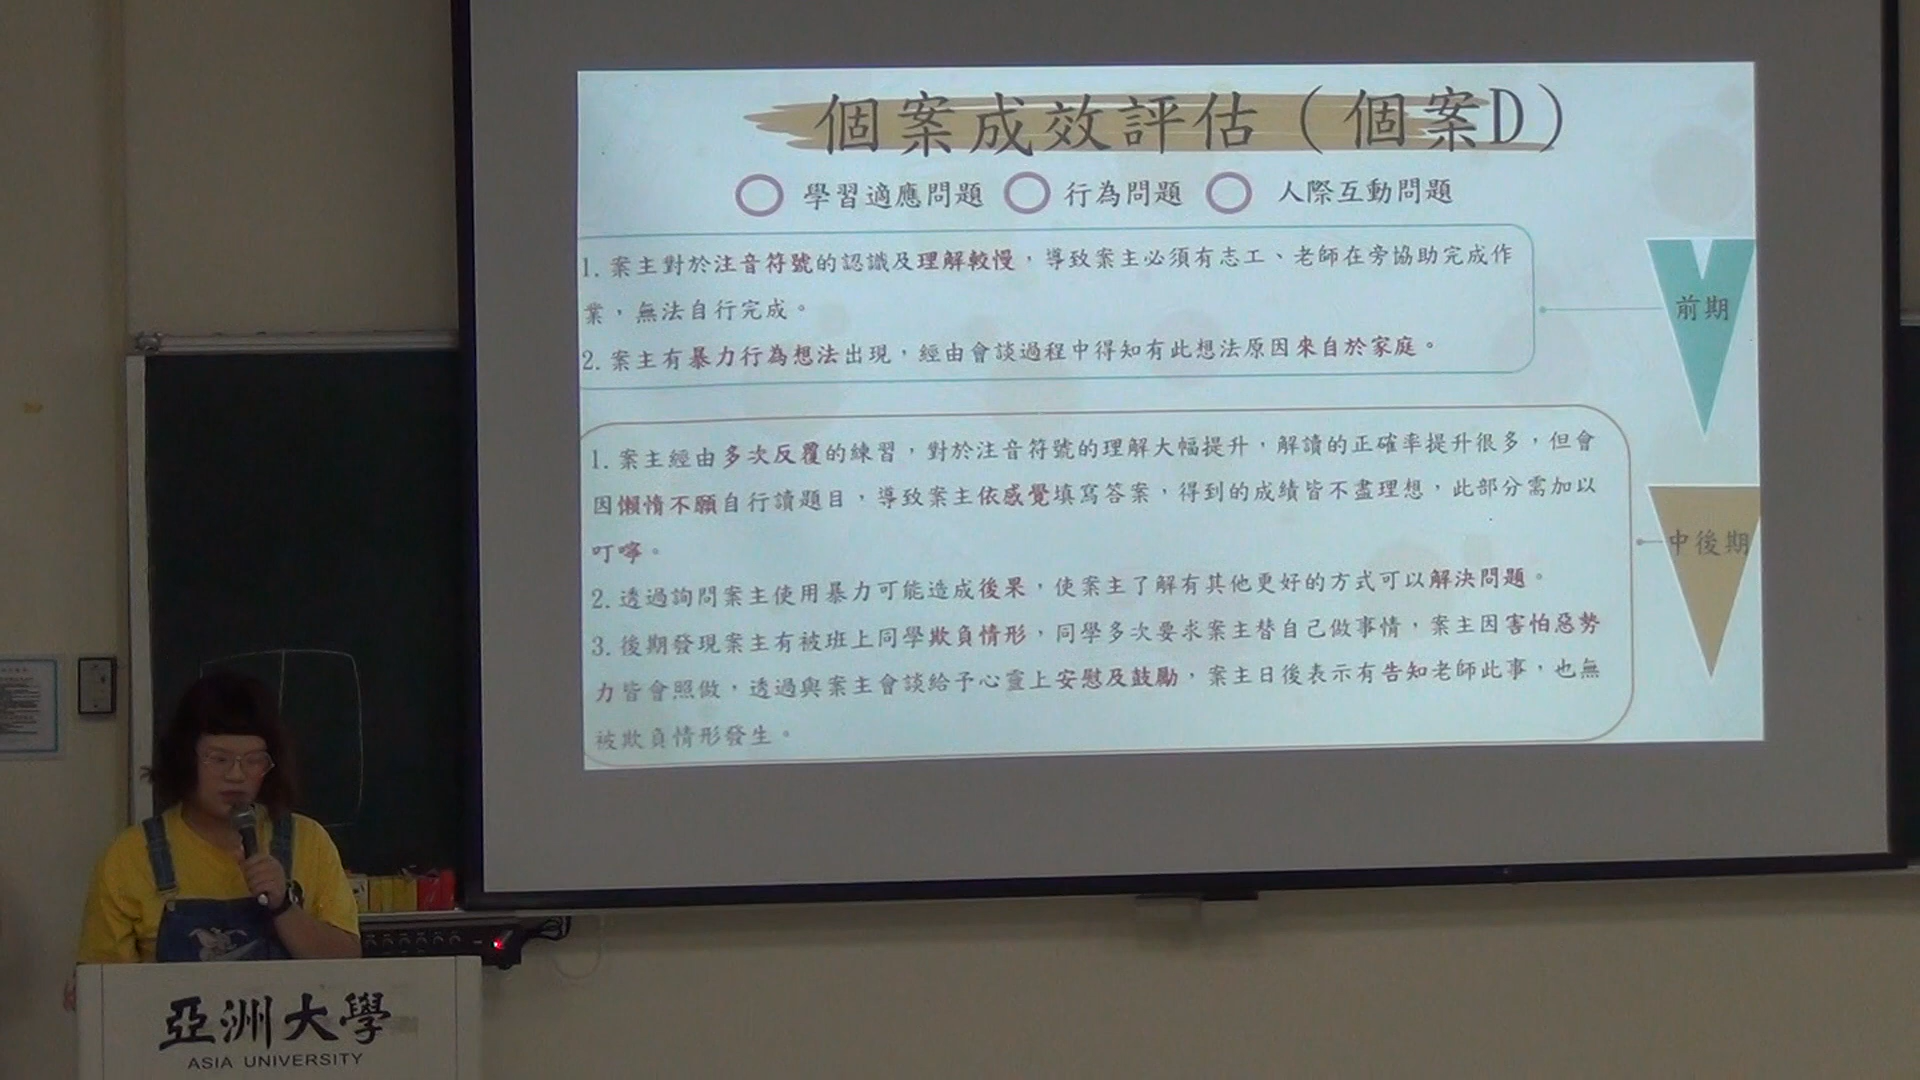 個案成效評估（個案D）
學習適應問題 行為問題 人際互動問題
1. 案主對於注音符號的認識及理解較慢，導致案主必須有志工、老師在旁協助完成作
業，無法自行完成。
2. 案主有暴力行為想法出現，經由會談過程中得知有此想法原因來自於家庭。
前期
1. 案主經由多次反覆的練習，對於注音符號的理解大幅提升，解讀的正確率提升很多，但會
因懶惰不願自行讀題目，導致案主依感覺填寫答案，得到的成績皆不盡理想，此部分需加以
叮嚀。
2. 透過詢問案主使用暴力可能造成後果，使案主了解有其他更好的方式可以解決問題。
3. 後期發現案主有被班上同學欺負情形，同學多次要求案主替自己做事情，案主因害怕惡勢
力皆會照做，透過與案主會談給予心靈上安慰及鼓勵，案主日後表示有告知老師此事，也無
被欺負情形發生。
中後期
亞洲大學
ASIA UNIVERSITY